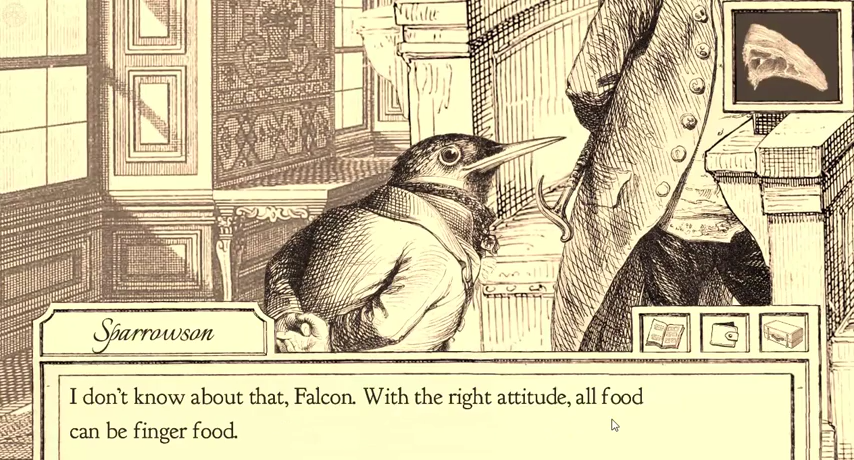 Sparrowson
I don't know about that, Falcon. With the right attitude, all food
can be finger food.